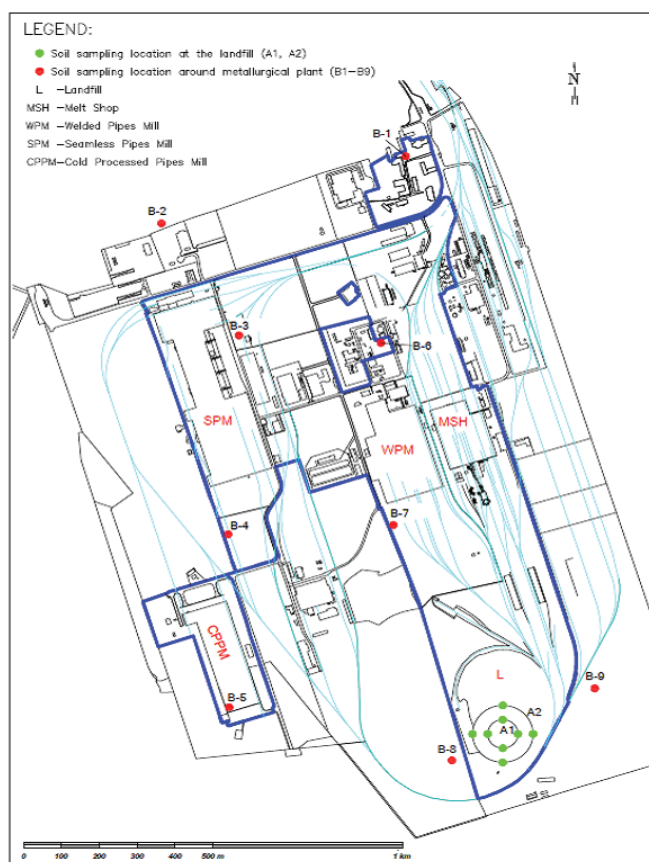 LEGEND:
Soil sampling location at the landfill (A1, A2)
Soil sampling location around metallurgical plant (B1-B9)
L -Landfill
MSH -Melt Shop
WPM -Welded Pipes Mill
SPM -Seamless Pipes Mill
CPPM-Cold Processed Pipes Mill
N
B-1
B-2
B-3
B-6
SPM
MSH
WPM
B-7
B-4
CPPM
L
B-9
B-5
A2
A1
B-8
0 100 200 300 400 500 m 1 km